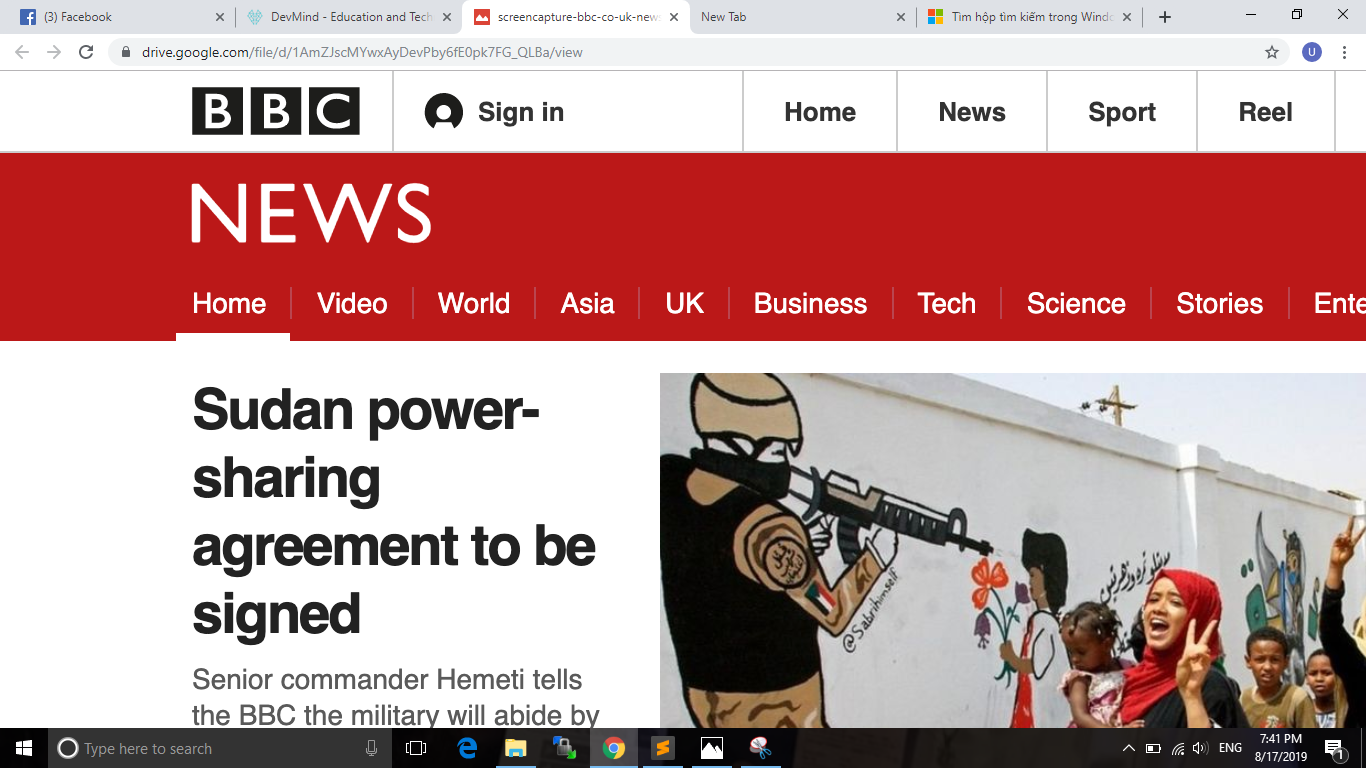 (3) Facebook
DevMind - Education and Tech
screencapture-bbc-co-uk-news
New Tab
Tìm hộp tìm kiếm trong Windo
drive.google.com/file/d/1AmZJscMYwxAyDevPby6fE0pk7FG_QLBa/view
U
BBC
Sign in
Home
News
Sport
Reel
NEWS
Home
Video
World
Asia
UK
Business
Tech
Science
Stories
Ente
Sudan power-
sharing
agreement to be
signed
Senior commander Hemeti tells
the BBC the military will abide by
@Sabrihimself
Type here to search
ENG
7:41 PM
8/17/2019
1